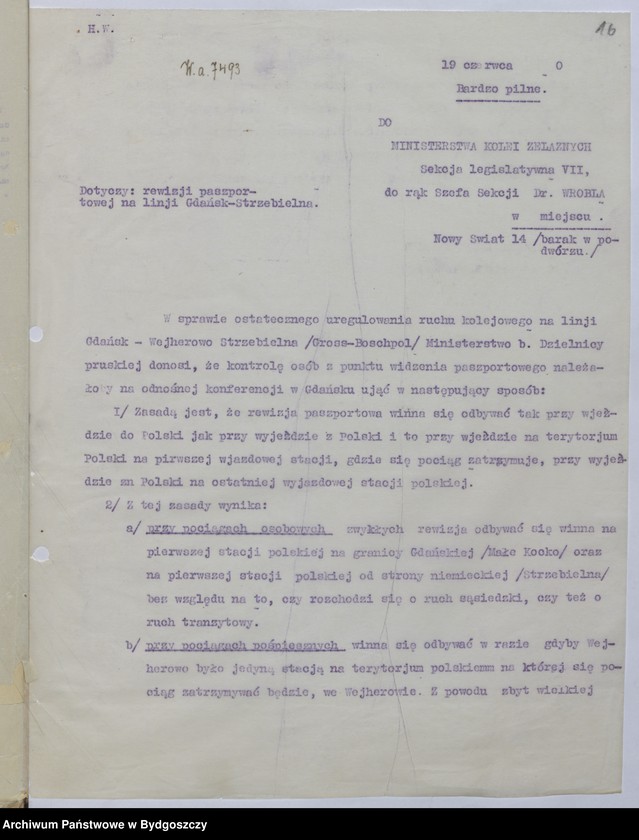 . H.W.
16
W.a.7493
19 czerwca 0
Bardzo pilne.
DO
MINISTERSTWA KOLEI ŻELAZNYCH
Sekcja legislatywna VII,
do rąk Szefa Sekcji Dr. WROBLA
w miejscu .
Nowy Swiat 14 /barak w po-
dwórzu./
Dotyczy: rewizji paszpor-
towej na linji Gdańsk-Strzebielna.
W sprawie ostatecznego uregulowania ruchu kolejowego na linji
Gdańsk - Wejherowo Strzebielna /Gross-Boschpol/ Ministerstwo b. Dzielnicy
pruskiej donosi, że kontrolę osób z punktu widzenia paszportowego należa-
łoby na odnośnej konferencji w Gdańsku ująć w następujący sposób:
1/ Zasadą jest, że rewizja paszportowa winna się odbywać tak przy wjeź-
dzie do Polski jak przy wyjeździe z Polski i to przy wjeździe na terytorjum
Polski na pirwszej wjazdowej stacji, gdzie się pociąg zatrzymuje, przy wyjeź-
dzie zn Polski na ostatniej wyjazdowej stacji polskiej.
2/ Z tej zasady wynika:
a/ przy pociągach osobowych zwykłych rewizja odbywać się winna na
pierwszej stacji polskiej na granicy Gdańskiej /Małe Kocko/ oraz
na pierwszej stacji polskiej od strony niemieckiej /Strzebielna/
bez względu na to, czy rozchodzi się o ruch sąsiedzki, czy też o
ruch tranzytowy.
b/ przy pociągach pośpiesznych winna się odbywać w razie gdyby Wej-
herowo było jedyną stacją na terytorjum polskiemm na której się po-
ciąg zatrzymywać będzie, we Wejherowie. Z powodu zbyt wielkiej
Archiwum Państwowe w Bydgoszczy